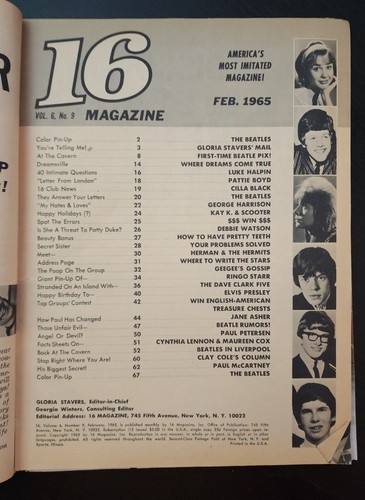 16
MAGAZINE
VOL. 6, No. 9
AMERICA'S
MOST IMITATED
MAGAZINE!
FEB. 1965
Color Pin-Up 2 THE BEATLES
You're Telling Me! 3 GLORIA STAVERS' MAIL
At The Cavern 8 FIRST-TIME BEATLE PIX!
Dreamsville 14 WHERE DREAMS COME TRUE
40 Intimate Questions 16 LUKE HALPIN
"Letter From London" 18 PATTIE BOYD
16 Club News 19 CILLA BLACK
They Answer Your Letters 20 THE BEATLES
"My Hates & Loves" 22 GEORGE HARRISON
Happy Holidays (?) 24 KAY K. & SCOOTER
Spot The Errors 25 $$$ WIN $$$
Is She A Threat To Patty Duke? 26 DEBBIE WATSON
Beauty Bonus 27 HOW TO HAVE PRETTY TEETH
Secret Sister 28 YOUR PROBLEMS SOLVED
Meet— 30 HERMAN & THE HERMITS
Address Page 31 WHERE TO WRITE THE STARS
The Poop On The Group 32 GEEGEE'S GOSSIP
Giant Pin-Up Of— 34 RINGO STARR
Stranded On An Island With— 36 THE DAVE CLARK FIVE
Happy Birthday To— 40 ELVIS PRESLEY
Top Groups' Contest 42 WIN ENGLISH-AMERICAN
TREASURE CHESTS
How Paul Has Changed 44 JANE ASHER
Those Unfair Evil— 47 BEATLE RUMORS!
Angel Or Devil? 50 PAUL PETERSEN
Facts Sheets On— 51 CYNTHIA LENNON & MAUREEN COX
Back At The Cavern 52 BEATLES IN LIVERPOOL
Stop Right Where You Are! 60 CLAY COLE'S COLUMN
His Biggest Secret! 62 PAUL McCARTNEY
Color Pin-Up 67 THE BEATLES
GLORIA STAVERS, Editor-in-Chief
Georgia Winters, Consulting Editor
Editorial Address: 16 MAGAZINE, 745 Fifth Avenue, New York, N. Y. 10022